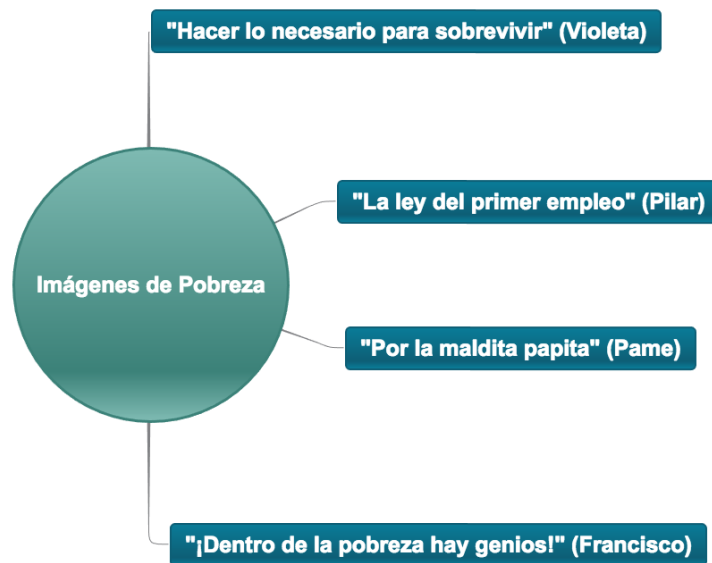 "Hacer lo necesario para sobrevivir" (Violeta)
"La ley del primer empleo" (Pilar)
Imágenes de Pobreza
"Por la maldita papita" (Pame)
"¡Dentro de la pobreza hay genios!" (Francisco)